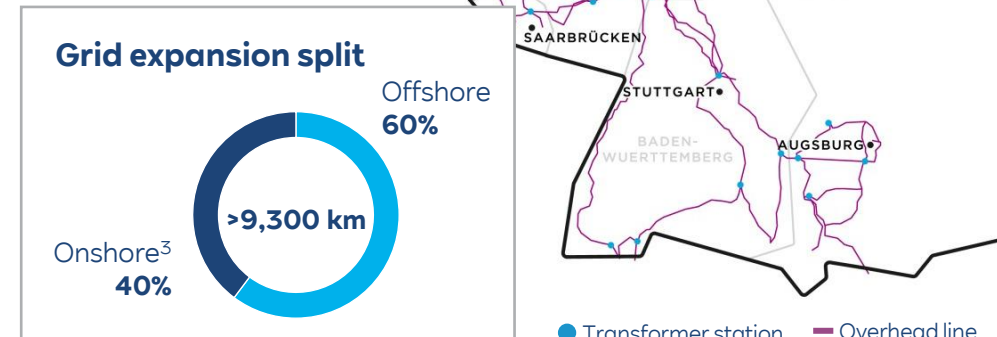 Grid expansion split
Offshore
60%
>9,300 km
Onshore³
40%
SAARBRÜCKEN
STUTTGART
BADEN-
WUERTTEMBERG
AUGSBURG
Transformer station
Overhead line